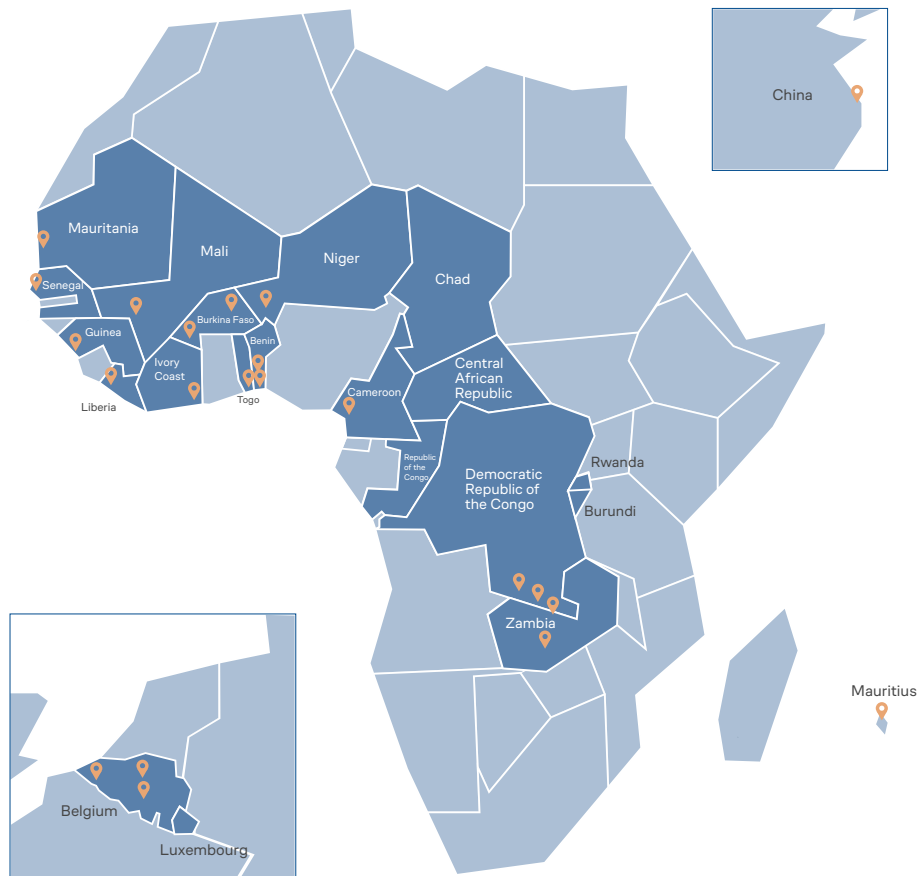 China
Mauritania
Mali
Niger
Chad
Senegal
Guinea
Burkina Faso
Benin
Ivory
Coast
Liberia
Togo
Cameroon
Central
African
Republic
Republic
of the
Congo
Democratic
Republic of
the Congo
Rwanda
Burundi
Zambia
Mauritius
Belgium
Luxembourg